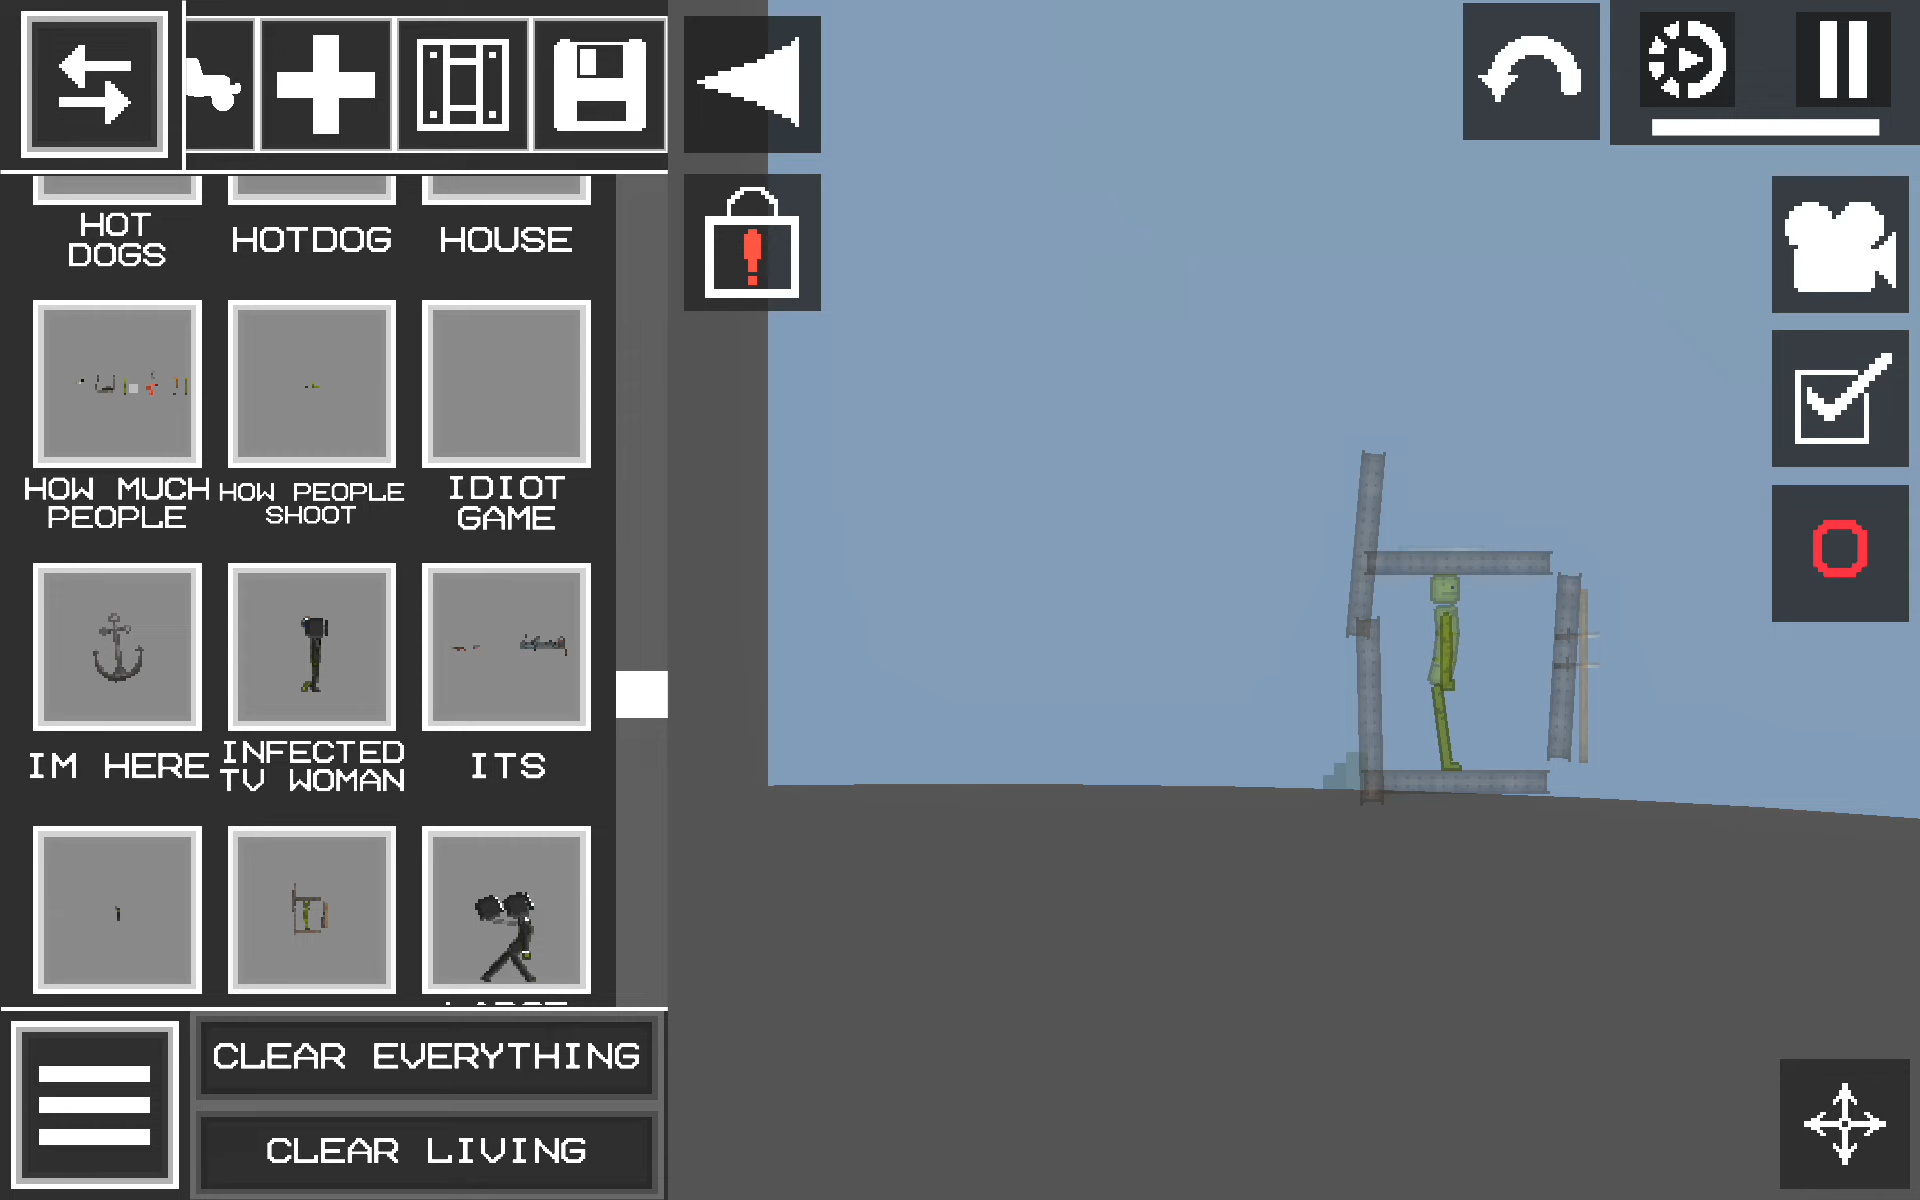 HOT
DOGS
HOTDOG
HOUSE
HOW MUCH
PEOPLE
HOW PEOPLE
SHOOT
IDIOT
GAME
IM HERE
INFECTED
TV WOMAN
ITS
CLEAR EVERYTHING
CLEAR LIVING